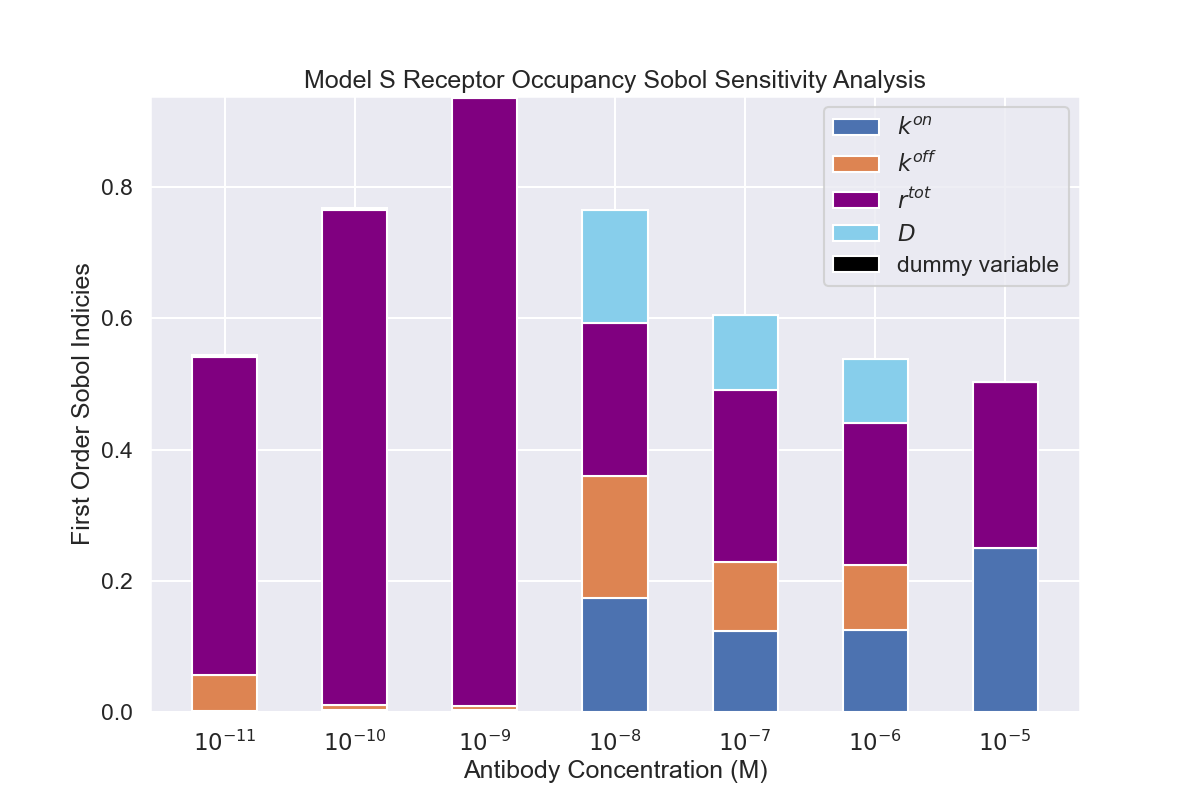 Model S Receptor Occupancy Sobol Sensitivity Analysis
k^on
k^off
r^tot
D
dummy variable
First Order Sobol Indicies
0.8
0.6
0.4
0.2
0.0
10⁻¹¹ 10⁻¹⁰ 10⁻⁹ 10⁻⁸ 10⁻⁷ 10⁻⁶ 10⁻⁵
Antibody Concentration (M)